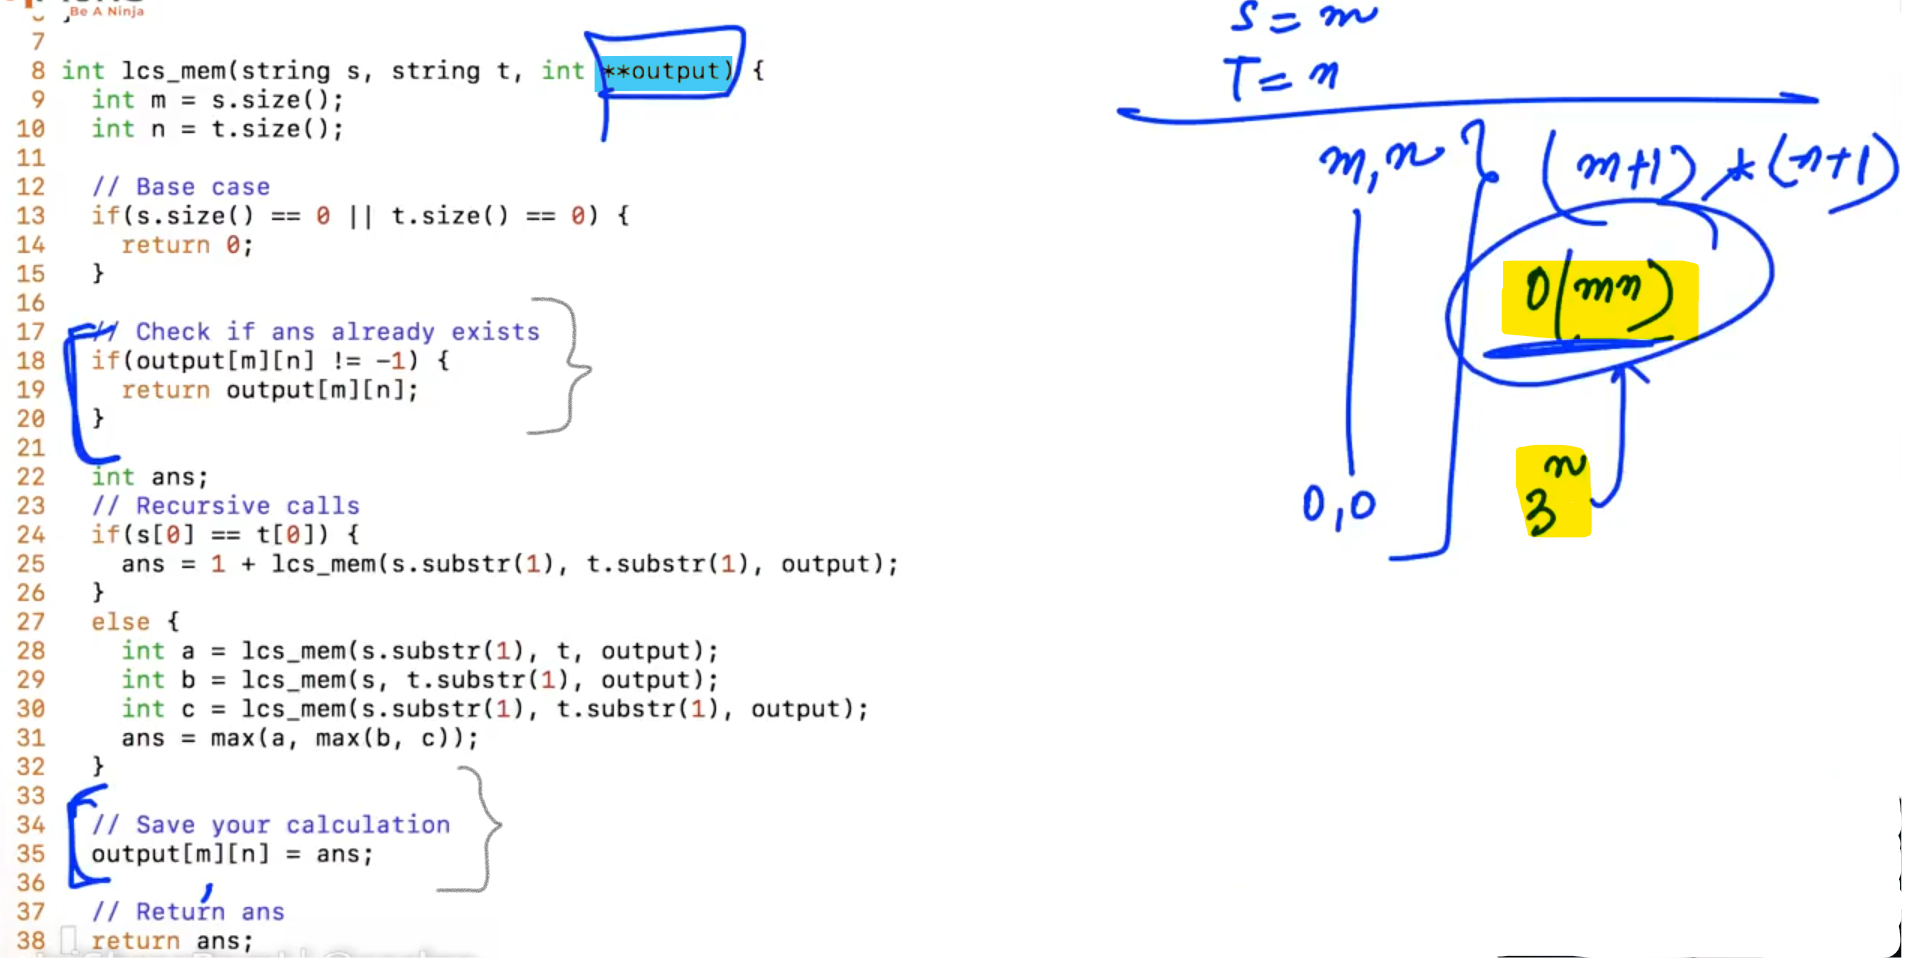 Be A Ninja
7
8 int lcs_mem(string s, string t, int **output) {
9 int m = s.size();
10 int n = t.size();
11
12 // Base case
13 if(s.size() == 0 || t.size() == 0) {
14 return 0;
15 }
16
17 // Check if ans already exists
18 if(output[m][n] != -1) {
19 return output[m][n];
20 }
21
22 int ans;
23 // Recursive calls
24 if(s[0] == t[0]) {
25 ans = 1 + lcs_mem(s.substr(1), t.substr(1), output);
26 }
27 else {
28 int a = lcs_mem(s.substr(1), t, output);
29 int b = lcs_mem(s, t.substr(1), output);
30 int c = lcs_mem(s.substr(1), t.substr(1), output);
31 ans = max(a, max(b, c));
32 }
33
34 // Save your calculation
35 output[m][n] = ans;
36
37 // Return ans
38 return ans;
S = m
T = n
m,n (m+1) * (n+1)
O(mn)
3^n
0,0